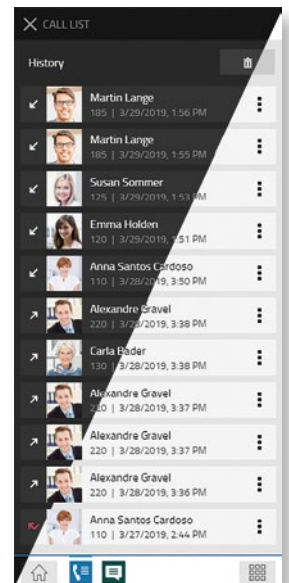 CALL LIST
History
Martin Lange
185 | 3/29/2019, 1:56 PM
Martin Lange
185 | 3/29/2019, 1:55 PM
Susan Sommer
125 | 3/29/2019, 1:53 PM
Emma Holden
120 | 3/29/2019, 1:51 PM
Anna Santos Cardoso
110 | 3/28/2019, 3:50 PM
Alexandre Gravel
220 | 3/28/2019, 3:38 PM
Carla Bader
130 | 3/28/2019, 3:38 PM
Alexandre Gravel
220 | 3/28/2019, 3:37 PM
Alexandre Gravel
220 | 3/28/2019, 3:37 PM
Alexandre Gravel
220 | 3/28/2019, 3:36 PM
Anna Santos Cardoso
110 | 3/27/2019, 2:44 PM